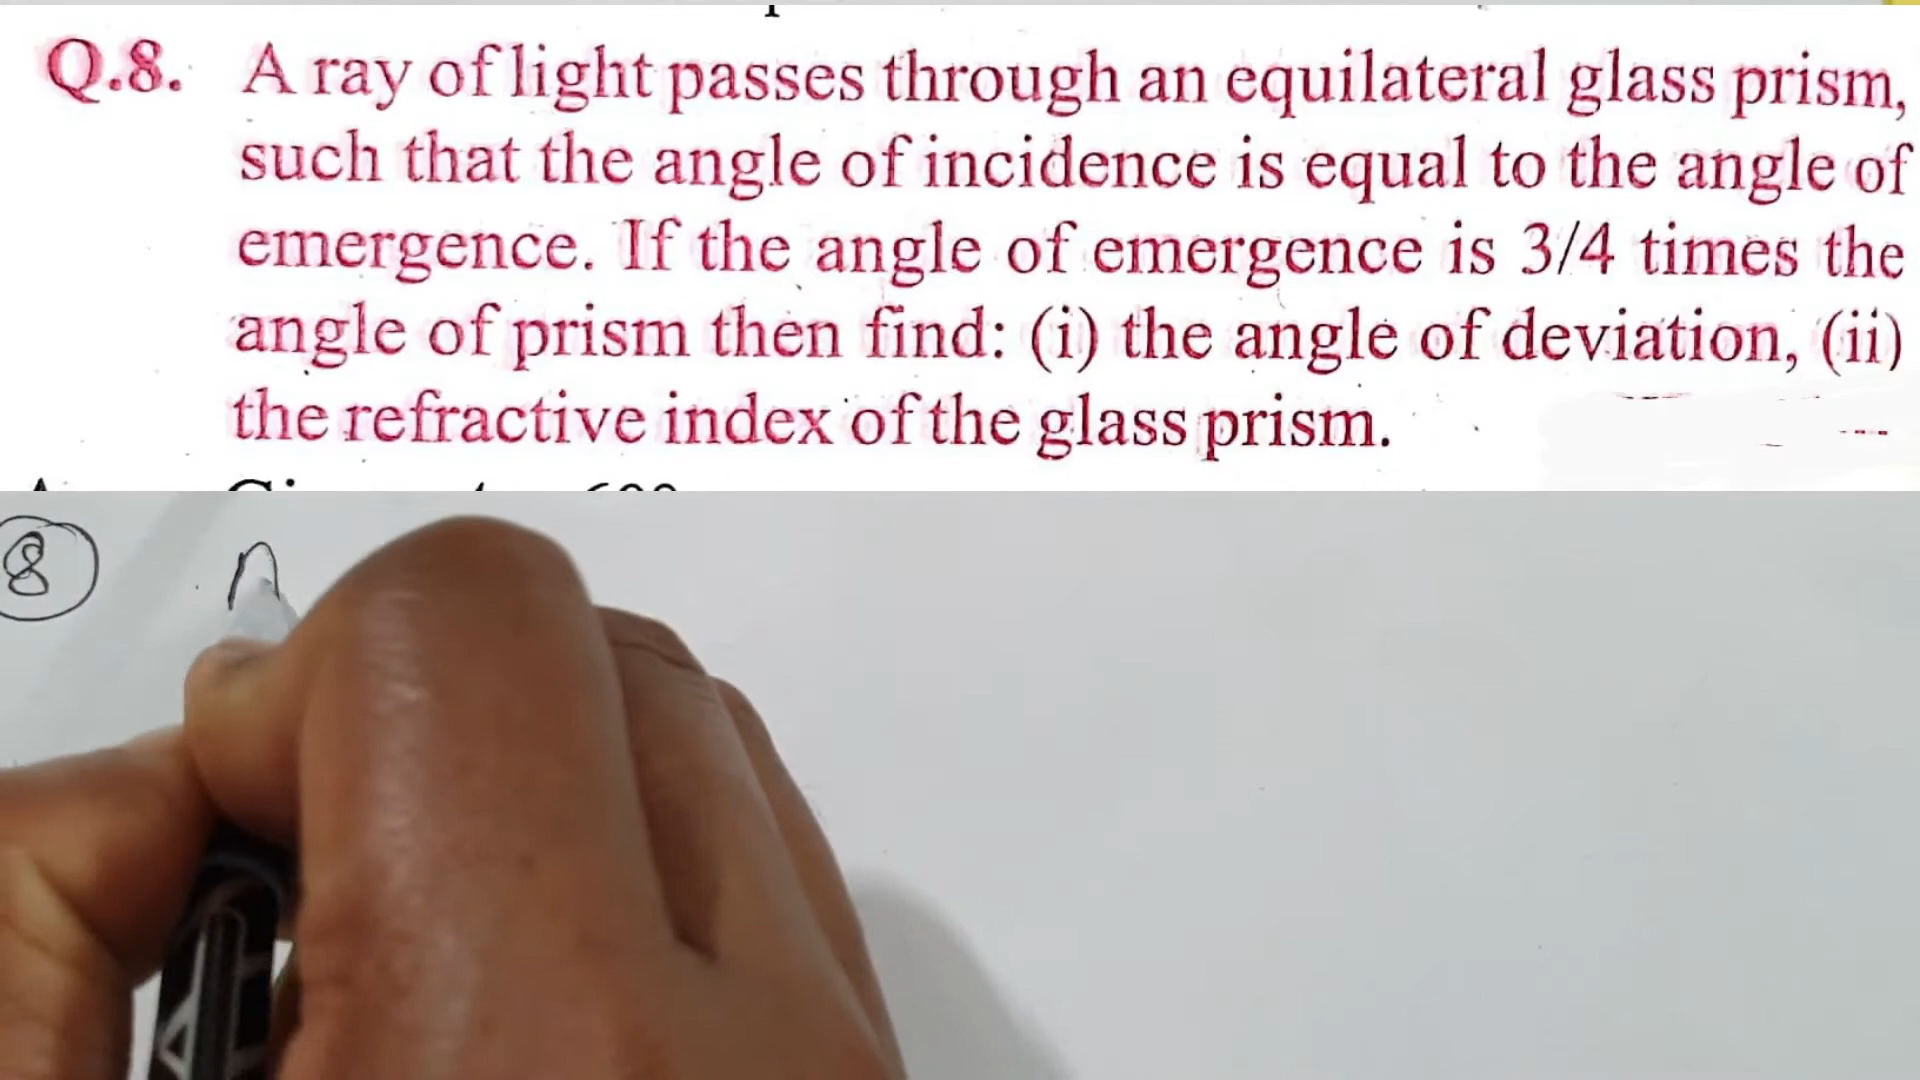 Q.8. A ray of light passes through an equilateral glass prism,
such that the angle of incidence is equal to the angle of
emergence. If the angle of emergence is 3/4 times the
angle of prism then find: (i) the angle of deviation, (ii)
the refractive index of the glass prism.
8